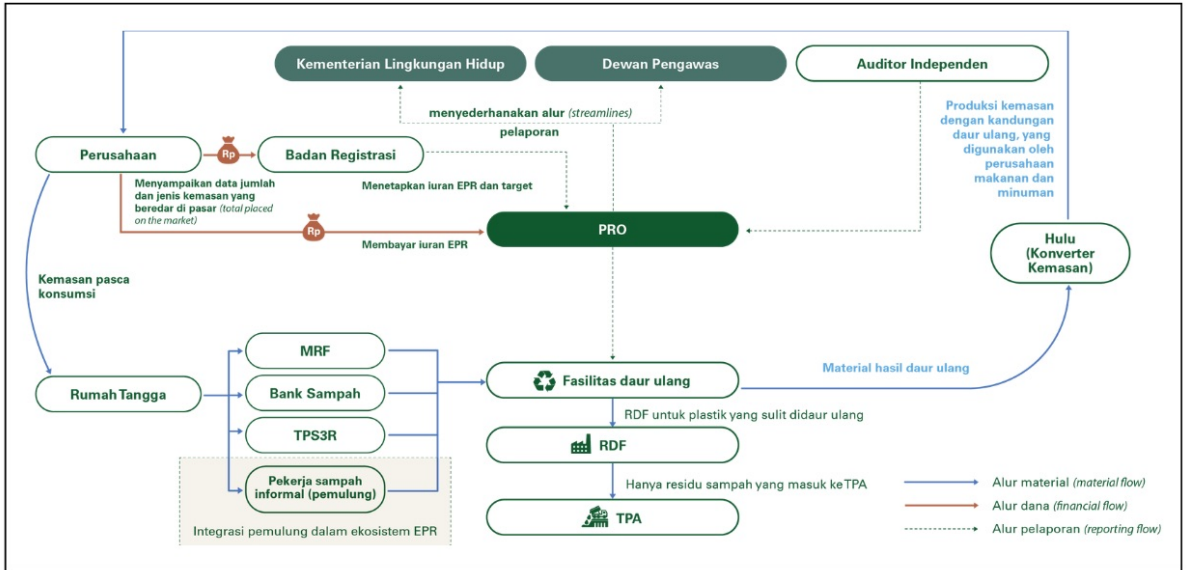 Kementerian Lingkungan Hidup
Dewan Pengawas
Auditor Independen
menyederhanakan alur (streamlines)
pelaporan
Produksi kemasan
dengan kandungan
daur ulang, yang
digunakan oleh
perusahaan
makanan dan
minuman
Perusahaan
Rp
Badan Registrasi
Menyampaikan data jumlah
dan jenis kemasan yang
beredar di pasar (total placed
on the market)
Menetapkan iuran EPR dan target
Rp
Membayar iuran EPR
PRO
Hulu
(Konverter
Kemasan)
Kemasan pasca
konsumsi
MRF
Rumah Tangga
Bank Sampah
TPS3R
Pekerja sampah
informal (pemulung)
Integrasi pemulung dalam ekosistem EPR
Fasilitas daur ulang
Material hasil daur ulang
RDF untuk plastik yang sulit didaur ulang
RDF
Hanya residu sampah yang masuk ke TPA
TPA
Alur material (material flow)
Alur dana (financial flow)
Alur pelaporan (reporting flow)